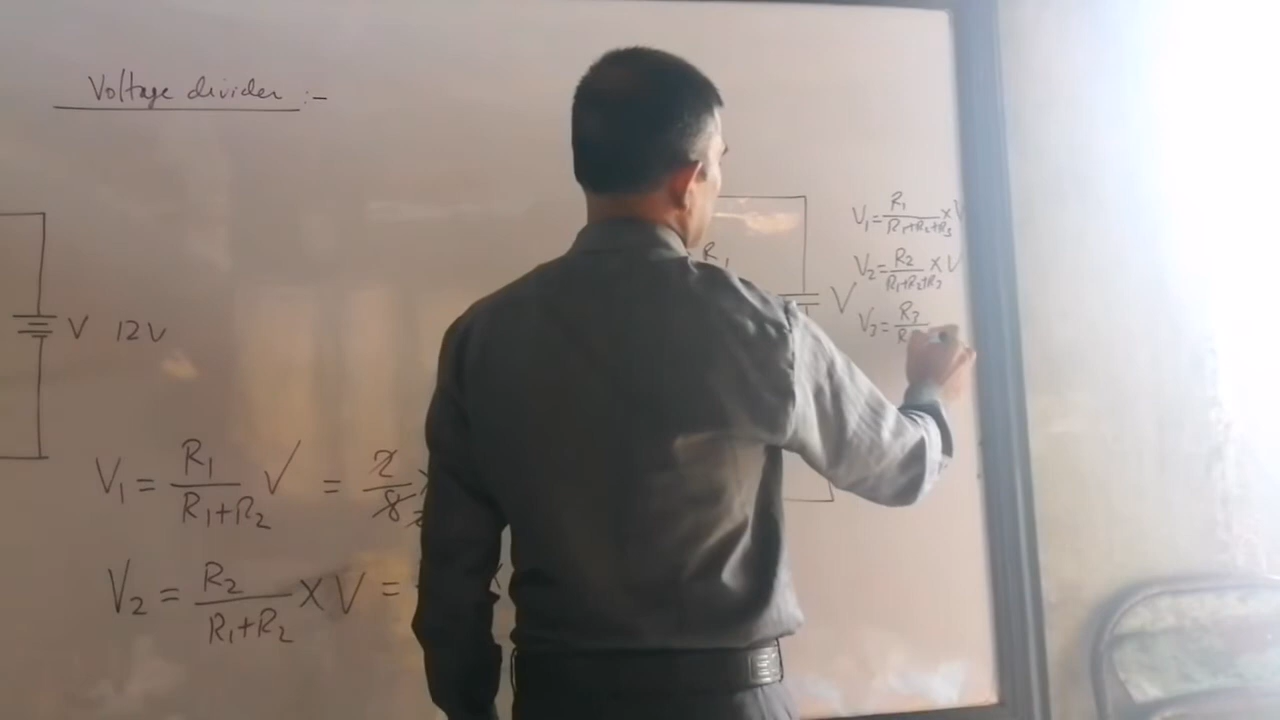 Voltage divider :-
V 12V
V₁ = R₁ / (R₁+R₂) V = 2/8
V₂ = R₂ / (R₁+R₂) X V =
R₁
V
V₁ = R₁ / (R₁+R₂+R₃) X V
V₂ = R₂ / (R₁+R₂+R₃) X V
V₃ = R₃ / R